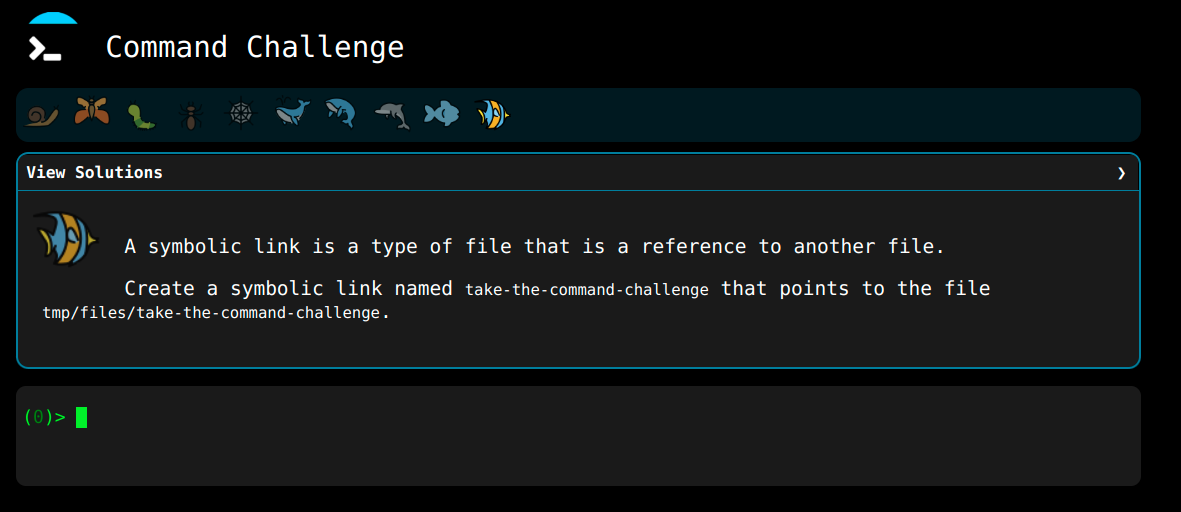 Command Challenge
View Solutions ❯
A symbolic link is a type of file that is a reference to another file.
Create a symbolic link named take-the-command-challenge that points to the file
tmp/files/take-the-command-challenge.
(0)>